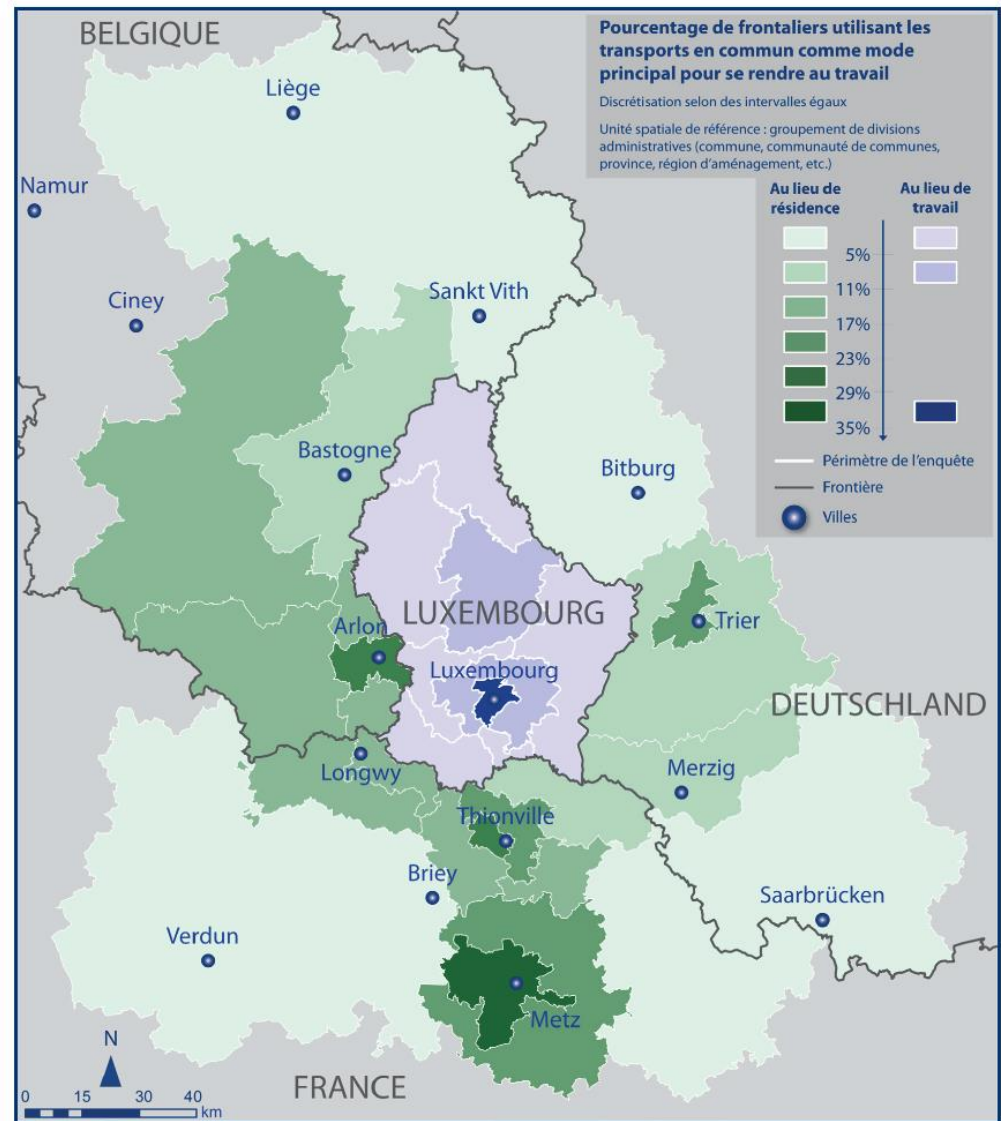 Pourcentage de frontaliers utilisant les
transports en commun comme mode
principal pour se rendre au travail
Discrétisation selon des intervalles égaux
Unité spatiale de référence : groupement de divisions
administratives (commune, communauté de communes,
province, région d'aménagement, etc.)
Au lieu de
résidence
Au lieu de
travail
5%
11%
17%
23%
29%
35%
Périmètre de l'enquête
Frontière
Villes
BELGIQUE
Liège
Namur
Ciney
Sankt Vith
Bastogne
Bitburg
LUXEMBOURG
Arlon
Trier
Luxembourg
DEUTSCHLAND
Longwy
Merzig
Thionville
Briey
Saarbrücken
Verdun
Metz
N
FRANCE
0 15 30 40
km